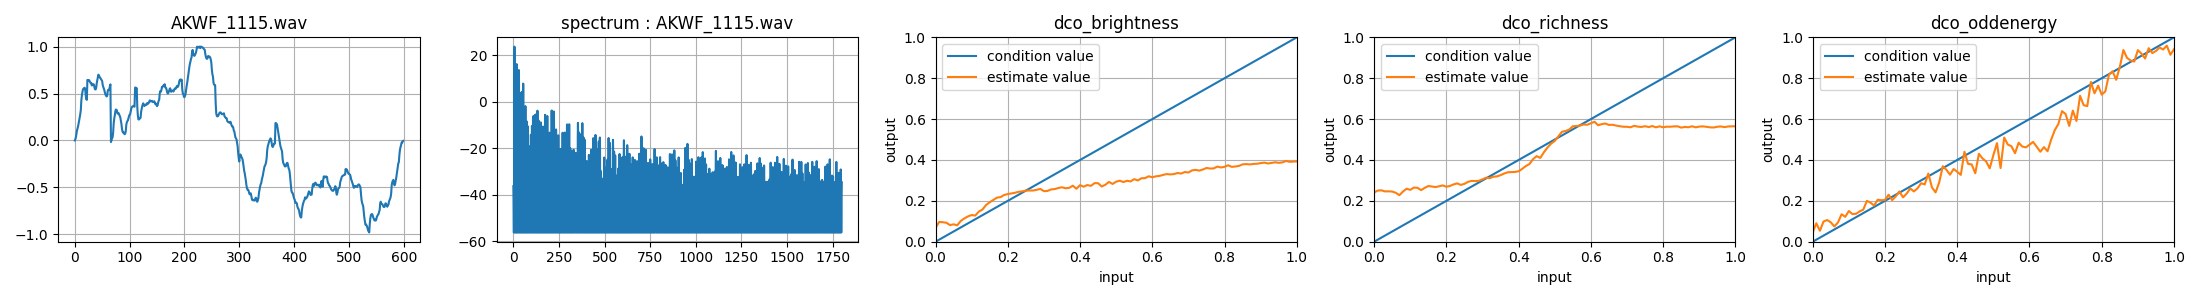 AKWF_1115.wav
1.0
0.5
0.0
−0.5
−1.0
0 100 200 300 400 500 600
spectrum : AKWF_1115.wav
20
0
−20
−40
−60
0 250 500 750 1000 1250 1500 1750
dco_brightness
condition value
estimate value
output
1.0
0.8
0.6
0.4
0.2
0.0
0.0 0.2 0.4 0.6 0.8 1.0
input
dco_richness
condition value
estimate value
output
1.0
0.8
0.6
0.4
0.2
0.0
0.0 0.2 0.4 0.6 0.8 1.0
input
dco_oddenergy
condition value
estimate value
output
1.0
0.8
0.6
0.4
0.2
0.0
0.0 0.2 0.4 0.6 0.8 1.0
input